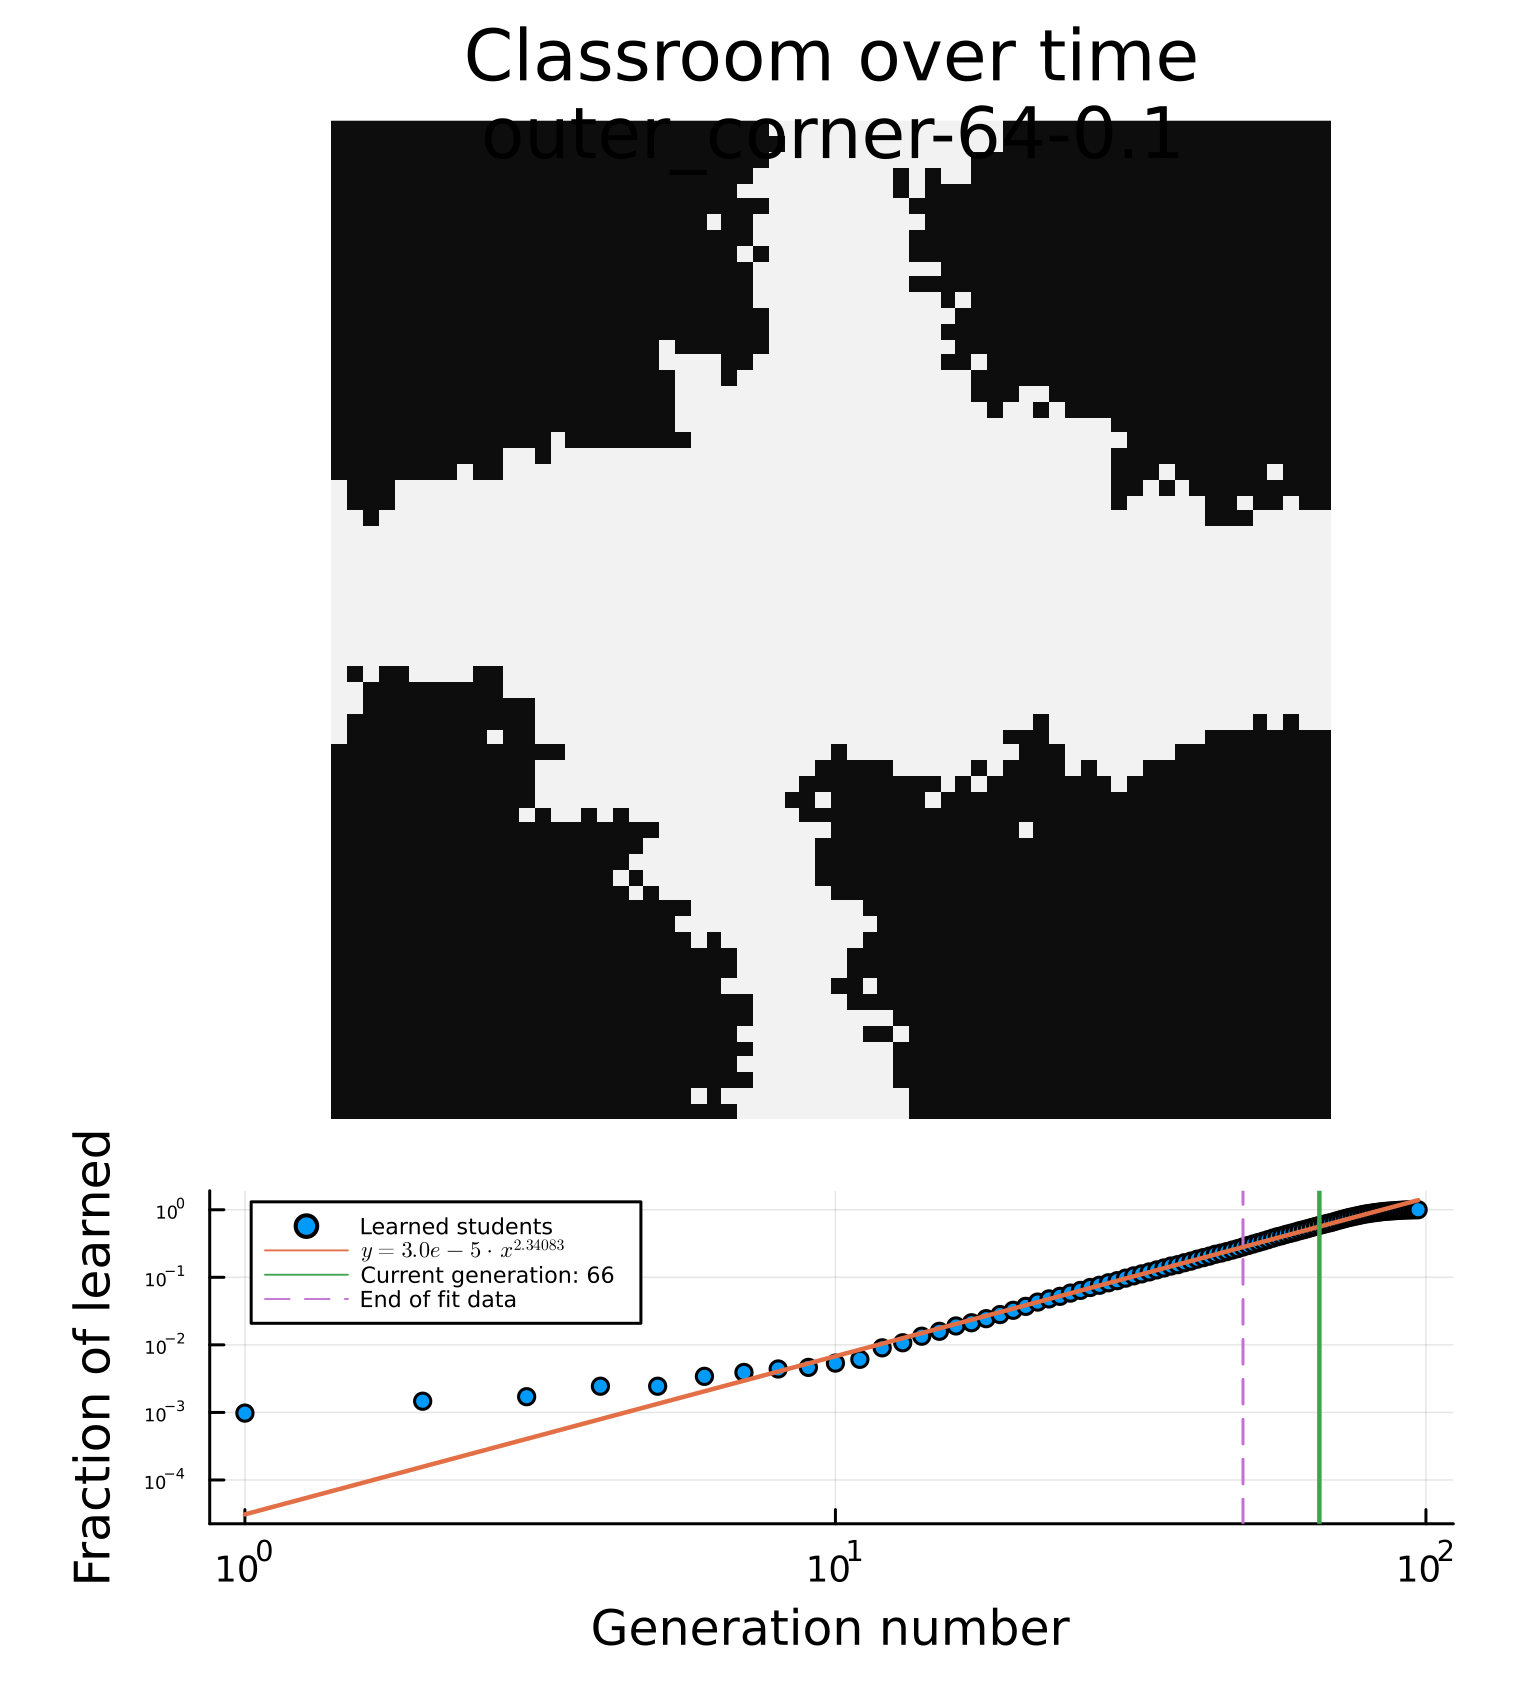 Classroom over time
outer_corner-64-0.1
Fraction of learned
10^0
10^-1
10^-2
10^-3
10^-4
Learned students
y = 3.0e − 5 · x^2.34083
Current generation: 66
End of fit data
10^0
10^1
10^2
Generation number